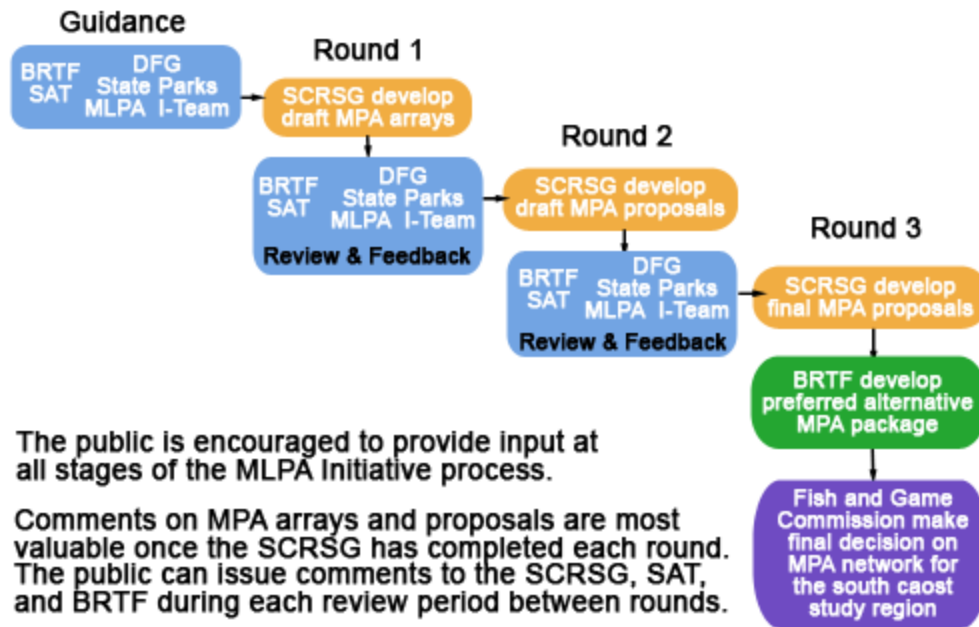 Guidance
BRTF
SAT
DFG
State Parks
MLPA I-Team
Round 1
SCRSG develop
draft MPA arrays
BRTF
SAT
DFG
State Parks
MLPA I-Team
Review & Feedback
Round 2
SCRSG develop
draft MPA proposals
BRTF
SAT
DFG
State Parks
MLPA I-Team
Review & Feedback
Round 3
SCRSG develop
final MPA proposals
BRTF develop
preferred alternative
MPA package
Fish and Game
Commission make
final decision on
MPA network for
the south caost
study region
The public is encouraged to provide input at
all stages of the MLPA Initiative process.
Comments on MPA arrays and proposals are most
valuable once the SCRSG has completed each round.
The public can issue comments to the SCRSG, SAT,
and BRTF during each review period between rounds.